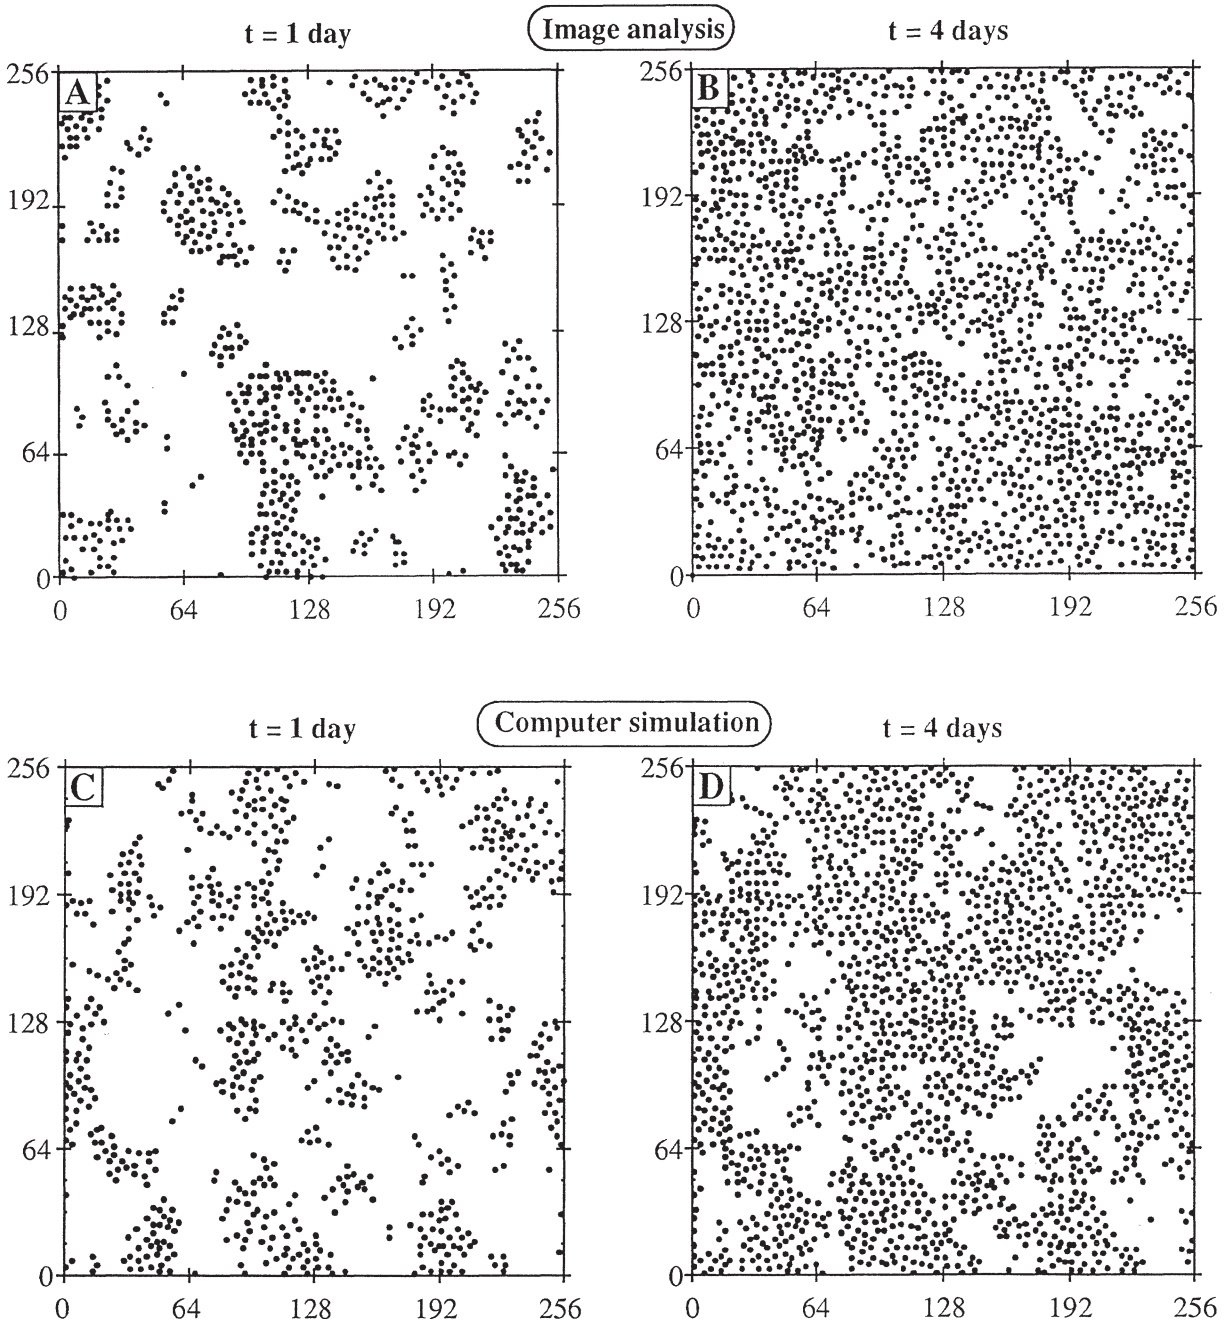 t = 1 day Image analysis t = 4 days
256 A 256 B
192 192
128 128
64 64
0 0
0 64 128 192 256 0 64 128 192 256
t = 1 day Computer simulation t = 4 days
256 C 256 D
192 192
128 128
64 64
0 0
0 64 128 192 256 0 64 128 192 256